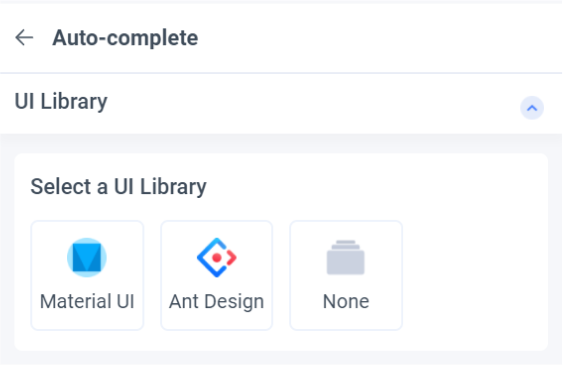 Auto-complete
UI Library
Select a UI Library
Material UI
Ant Design
None